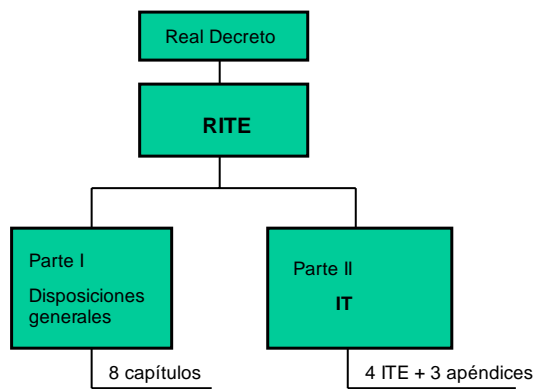 Real Decreto
RITE
Parte I
Disposiciones
generales
8 capítulos
Parte II
IT
4 ITE + 3 apéndices